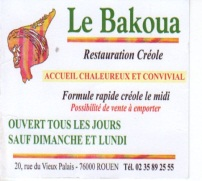 Le Bakoua
Restauration Créole
ACCUEIL CHALEUREUX ET CONVIVIAL
Formule rapide créole le midi
Possibilité de vente à emporter
OUVERT TOUS LES JOURS
SAUF DIMANCHE ET LUNDI
20, rue du Vieux Palais - 76000 ROUEN Tél 02 35 89 25 55